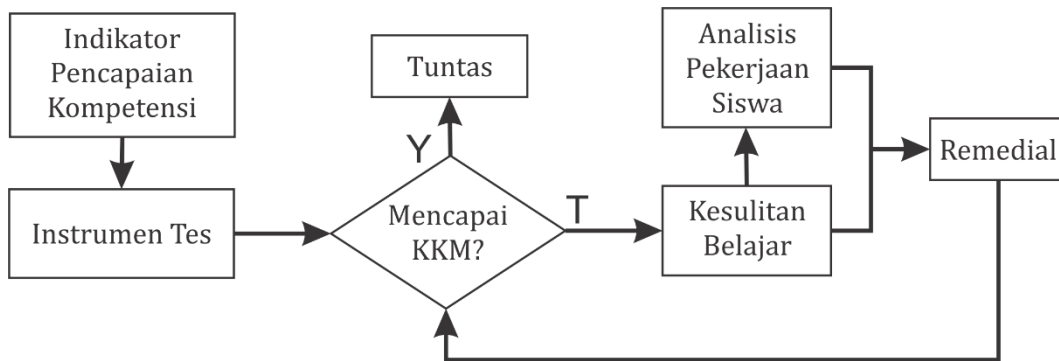 Indikator
Pencapaian
Kompetensi
Instrumen Tes
Mencapai
KKM?
Y
Tuntas
T
Kesulitan
Belajar
Analisis
Pekerjaan
Siswa
Remedial